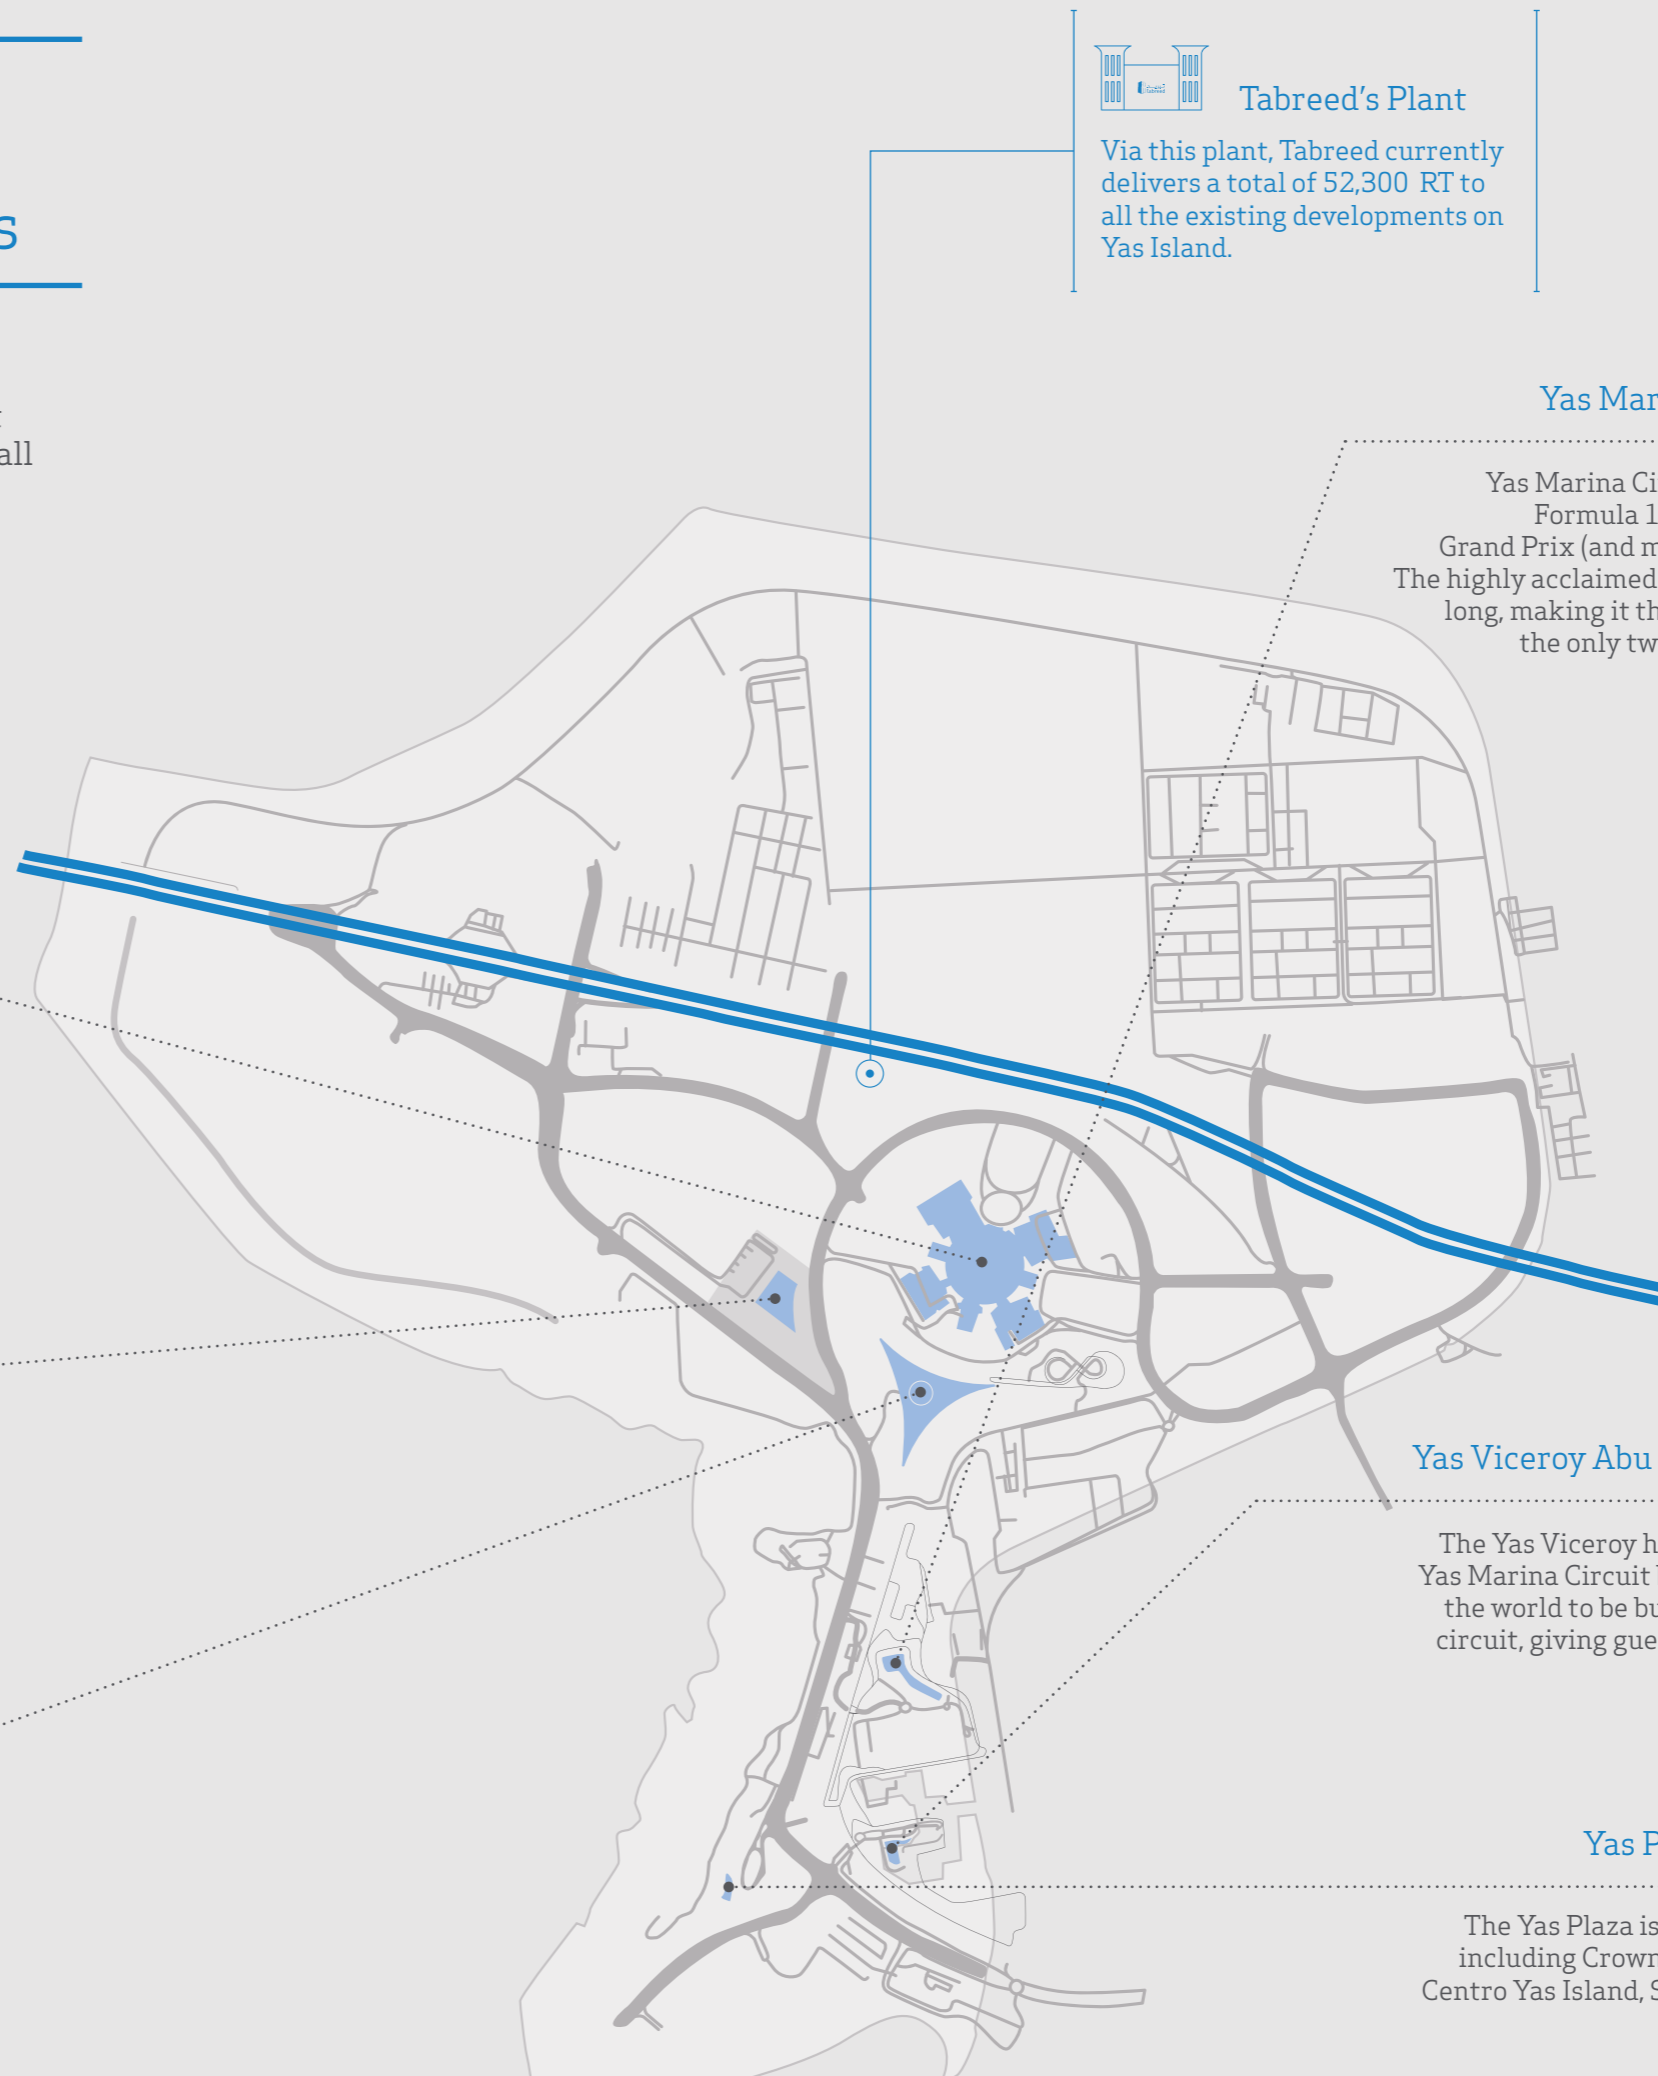 s
all
Tabreed
Tabreed's Plant
Via this plant, Tabreed currently
delivers a total of 52,300 RT to
all the existing developments on
Yas Island.
Yas Mar
Yas Marina Ci
Formula 1
Grand Prix (and m
The highly acclaimed
long, making it th
the only tw
Yas Viceroy Abu
The Yas Viceroy h
Yas Marina Circuit
the world to be bu
circuit, giving gue
Yas P
The Yas Plaza is
including Crown
Centro Yas Island, S